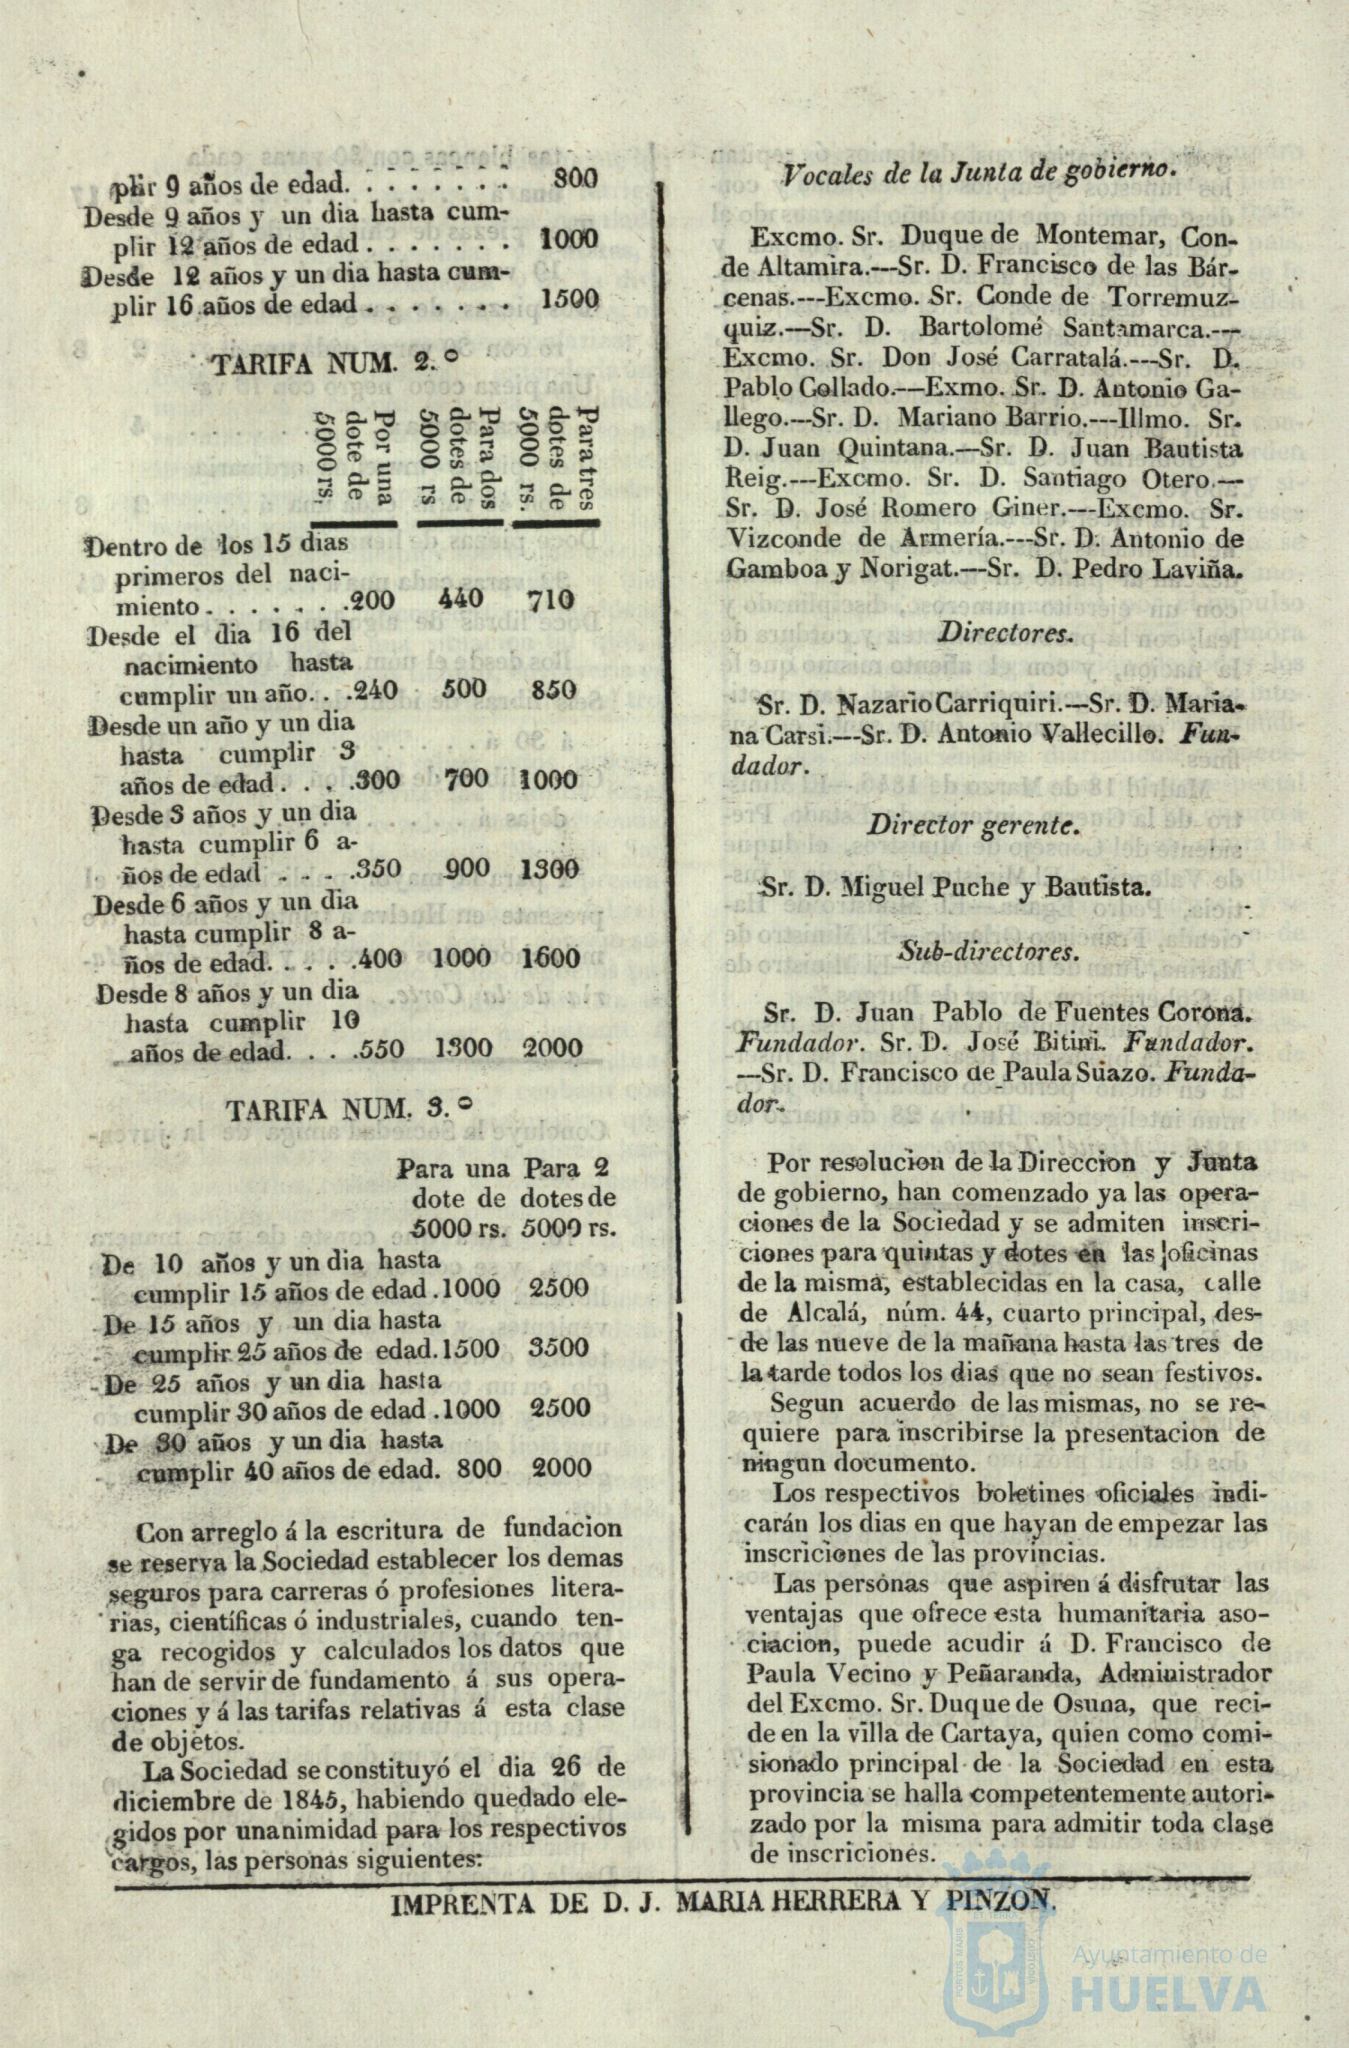 plir 9 años de edad. . . . . . . . 800
Desde 9 años y un dia hasta cum-
plir 12 años de edad . . . . . . . 1000
Desde 12 años y un dia hasta cum-
plir 16 años de edad . . . . . . . 1500
TARIFA NUM. 2.º
Por una dote de 5000 rs.
Para dos dotes de 5000 rs
Para tres dotes de 5000 rs.
Dentro de los 15 dias
primeros del naci-
miento . . . . . . .200 440 710
Desde el dia 16 del
nacimiento hasta
cumplir un año. . .240 500 850
Desde un año y un dia
hasta cumplir 3
años de edad . . . .300 700 1000
Desde 3 años y un dia
hasta cumplir 6 a-
ños de edad . . . .350 900 1300
Desde 6 años y un dia
hasta cumplir 8 a-
ños de edad. . . . .400 1000 1600
Desde 8 años y un dia
hasta cumplir 10
años de edad. . . .550 1300 2000
TARIFA NUM. 3.º
Para una Para 2
dote de dotes de
5000 rs. 5000 rs.
De 10 años y un dia hasta
cumplir 15 años de edad .1000 2500
De 15 años y un dia hasta
cumplir 25 años de edad.1500 3500
De 25 años y un dia hasta
cumplir 30 años de edad .1000 2500
De 30 años y un dia hasta
cumplir 40 años de edad. 800 2000
Con arreglo á la escritura de fundacion
se reserva la Sociedad establecer los demas
seguros para carreras ó profesiones litera-
rias, científicas ó industriales, cuando ten-
ga recogidos y calculados los datos que
han de servir de fundamento á sus opera-
ciones y á las tarifas relativas á esta clase
de objetos.
La Sociedad se constituyó el dia 26 de
diciembre de 1845, habiendo quedado ele-
gidos por unanimidad para los respectivos
cargos, las personas siguientes:
Vocales de la Junta de gobierno.
Excmo. Sr. Duque de Montemar, Con-
de Altamira.---Sr. D. Francisco de las Bár-
cenas.---Excmo. Sr. Conde de Torremuz-
quiz.—Sr. D. Bartolomé Santamarca.---
Excmo. Sr. Don José Carratalá.---Sr. D.
Pablo Collado.—Exmo. Sr. D. Antonio Ga-
llego.---Sr. D. Mariano Barrio.---Illmo. Sr.
D. Juan Quintana.—Sr. D. Juan Bautista
Reig.---Excmo. Sr. D. Santiago Otero.—
Sr. D. José Romero Giner.---Excmo. Sr.
Vizconde de Armería.---Sr. D. Antonio de
Gamboa y Norigat.—Sr. D. Pedro Laviña.
Directores.
Sr. D. Nazario Carriquiri.—Sr. D. Maria-
na Carsi.---Sr. D. Antonio Vallecillo. Fun-
dador.
Director gerente.
Sr. D. Miguel Puche y Bautista.
Sub-directores.
Sr. D. Juan Pablo de Fuentes Corona.
Fundador. Sr. D. José Bitini. Fundador.
—Sr. D. Francisco de Paula Suazo. Funda-
dor.
Por resolucion de la Direccion y Junta
de gobierno, han comenzado ya las opera-
ciones de la Sociedad y se admiten inscri-
ciones para quintas y dotes en las oficinas
de la misma, establecidas en la casa, calle
de Alcalá, núm. 44, cuarto principal, des-
de las nueve de la mañana hasta las tres de
la tarde todos los dias que no sean festivos.
Segun acuerdo de las mismas, no se re-
quiere para inscribirse la presentacion de
ningun documento.
Los respectivos boletines oficiales indi-
carán los dias en que hayan de empezar las
inscriciones de las provincias.
Las persónas que aspiren á disfrutar las
ventajas que ofrece esta humanitaria aso-
ciacion, puede acudir á D. Francisco de
Paula Vecino y Peñaranda, Administrador
del Excmo. Sr. Duque de Osuna, que reci-
de en la villa de Cartaya, quien como comi-
sionado principal de la Sociedad en esta
provincia se halla competentemente autori-
zado por la misma para admitir toda clase
de inscriciones.
IMPRENTA DE D. J. MARIA HERRERA Y PINZON.
Ayuntamiento de
HUELVA